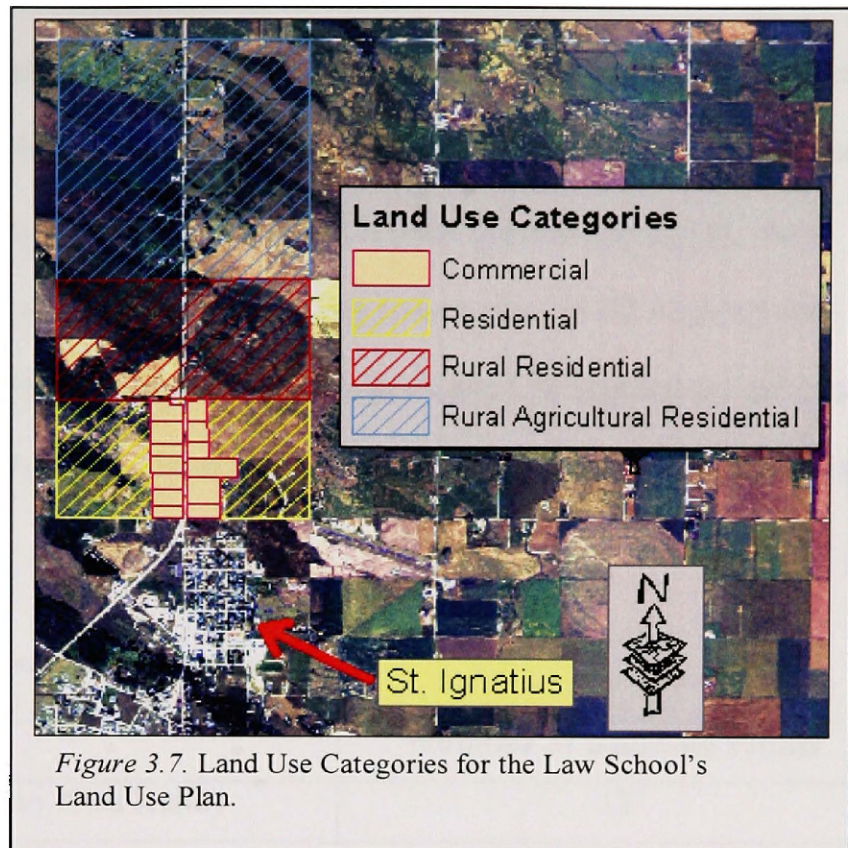 Land Use Categories
Commercial
Residential
Rural Residential
Rural Agricultural Residential
N
St. Ignatius
Figure 3.7. Land Use Categories for the Law School's
Land Use Plan.